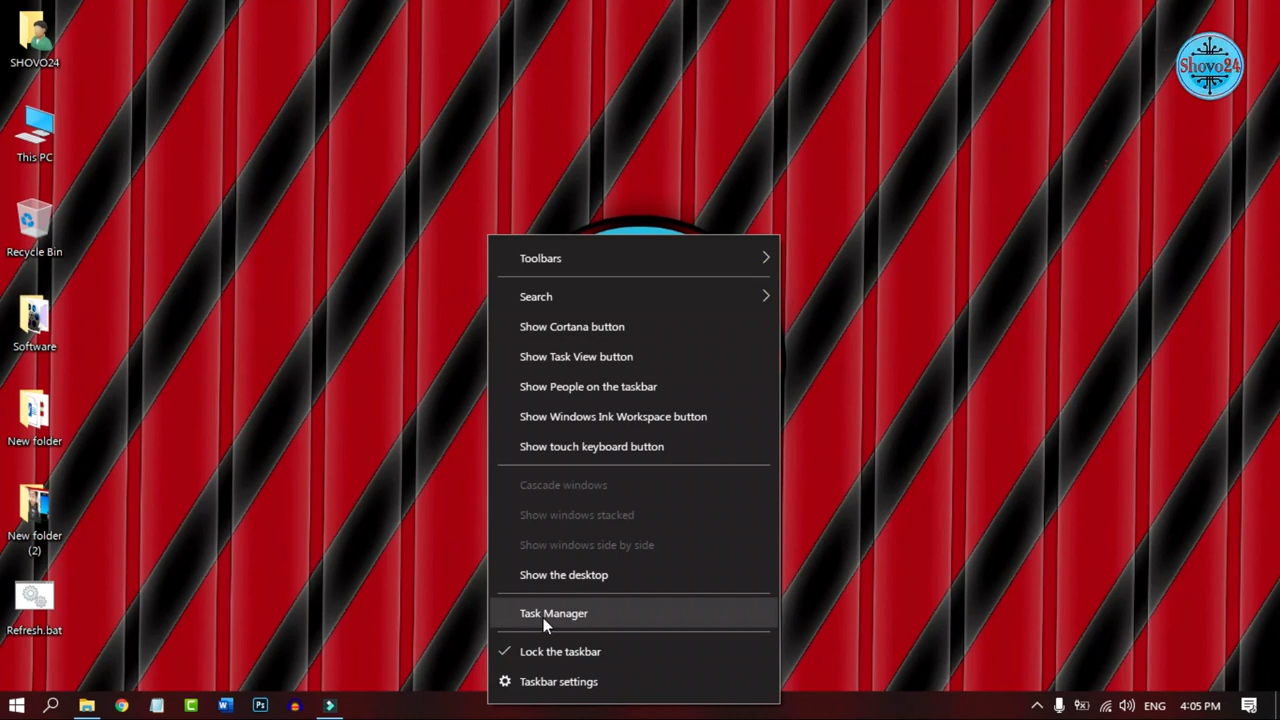 SHOVO24
Shovo24
This PC
Recycle Bin
Software
New folder
New folder
(2)
Refresh.bat
Toolbars
Search
Show Cortana button
Show Task View button
Show People on the taskbar
Show Windows Ink Workspace button
Show touch keyboard button
Cascade windows
Show windows stacked
Show windows side by side
Show the desktop
Task Manager
Lock the taskbar
Taskbar settings
W
Ps
ENG
4:05 PM